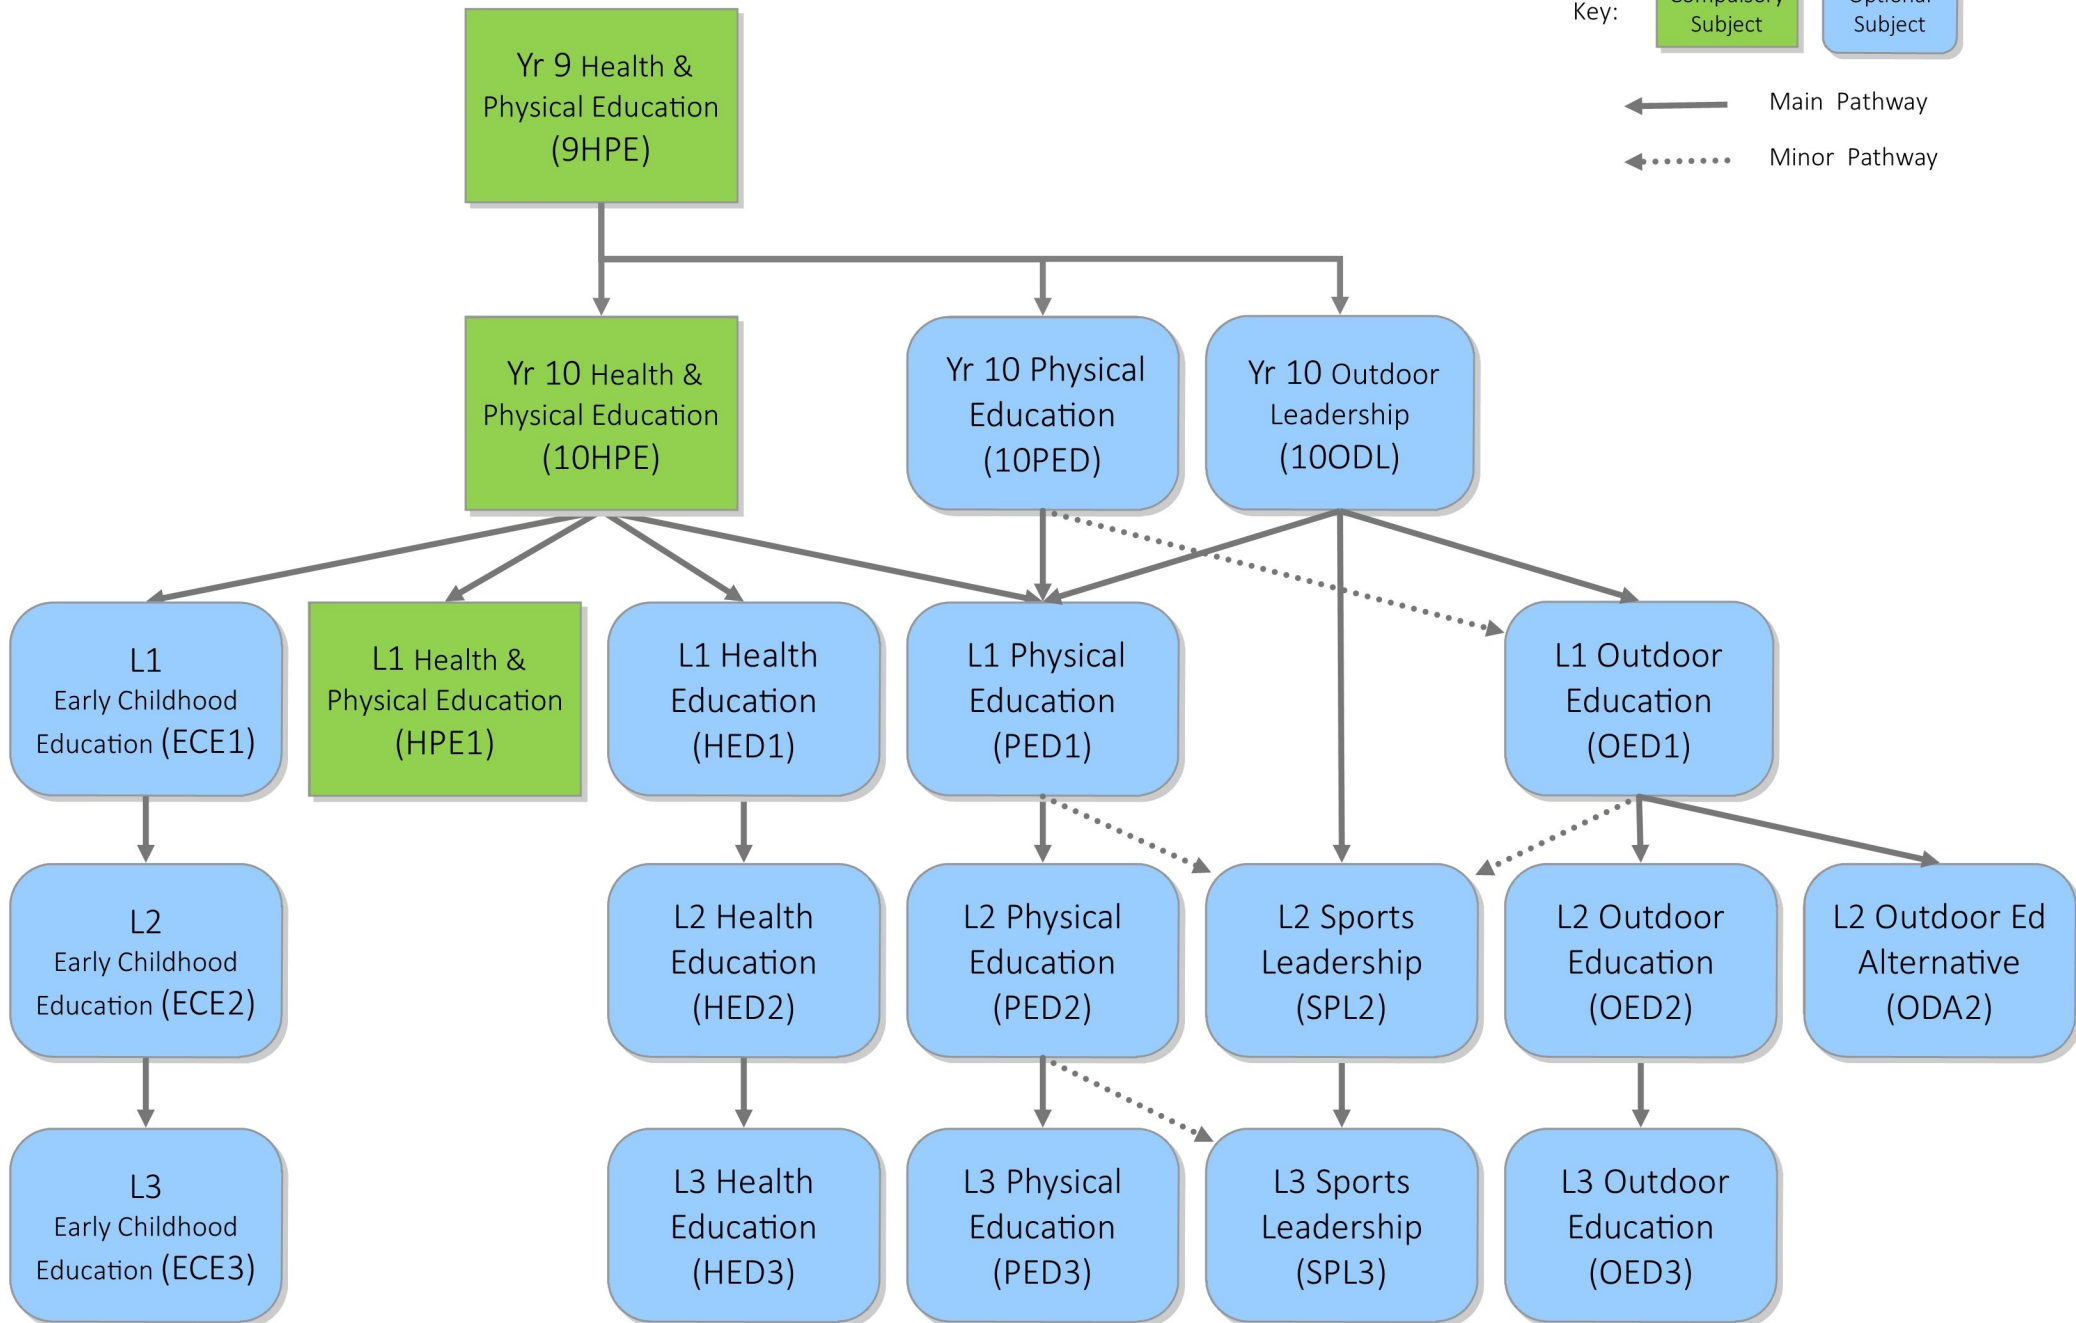 Key:
Compulsory
Subject
Optional
Subject
Main Pathway
Minor Pathway
Yr 9 Health &
Physical Education
(9HPE)
Yr 10 Health &
Physical Education
(10HPE)
Yr 10 Physical
Education
(10PED)
Yr 10 Outdoor
Leadership
(10ODL)
L1
Early Childhood
Education (ECE1)
L1 Health &
Physical Education
(HPE1)
L1 Health
Education
(HED1)
L1 Physical
Education
(PED1)
L1 Outdoor
Education
(OED1)
L2
Early Childhood
Education (ECE2)
L2 Health
Education
(HED2)
L2 Physical
Education
(PED2)
L2 Sports
Leadership
(SPL2)
L2 Outdoor
Education
(OED2)
L2 Outdoor Ed
Alternative
(ODA2)
L3
Early Childhood
Education (ECE3)
L3 Health
Education
(HED3)
L3 Physical
Education
(PED3)
L3 Sports
Leadership
(SPL3)
L3 Outdoor
Education
(OED3)